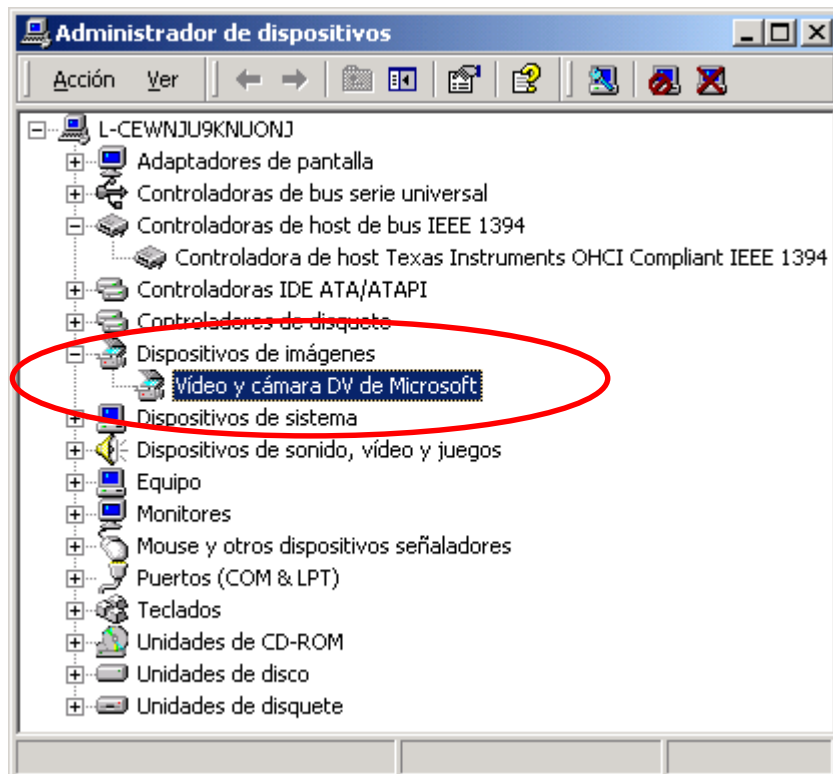 Administrador de dispositivos
Acción Ver
L-CEWNJU9KNUONJ
Adaptadores de pantalla
Controladoras de bus serie universal
Controladoras de host de bus IEEE 1394
Controladora de host Texas Instruments OHCI Compliant IEEE 1394
Controladoras IDE ATA/ATAPI
Controladores de disquete
Dispositivos de imágenes
Vídeo y cámara DV de Microsoft
Dispositivos de sistema
Dispositivos de sonido, vídeo y juegos
Equipo
Monitores
Mouse y otros dispositivos señaladores
Puertos (COM & LPT)
Teclados
Unidades de CD-ROM
Unidades de disco
Unidades de disquete